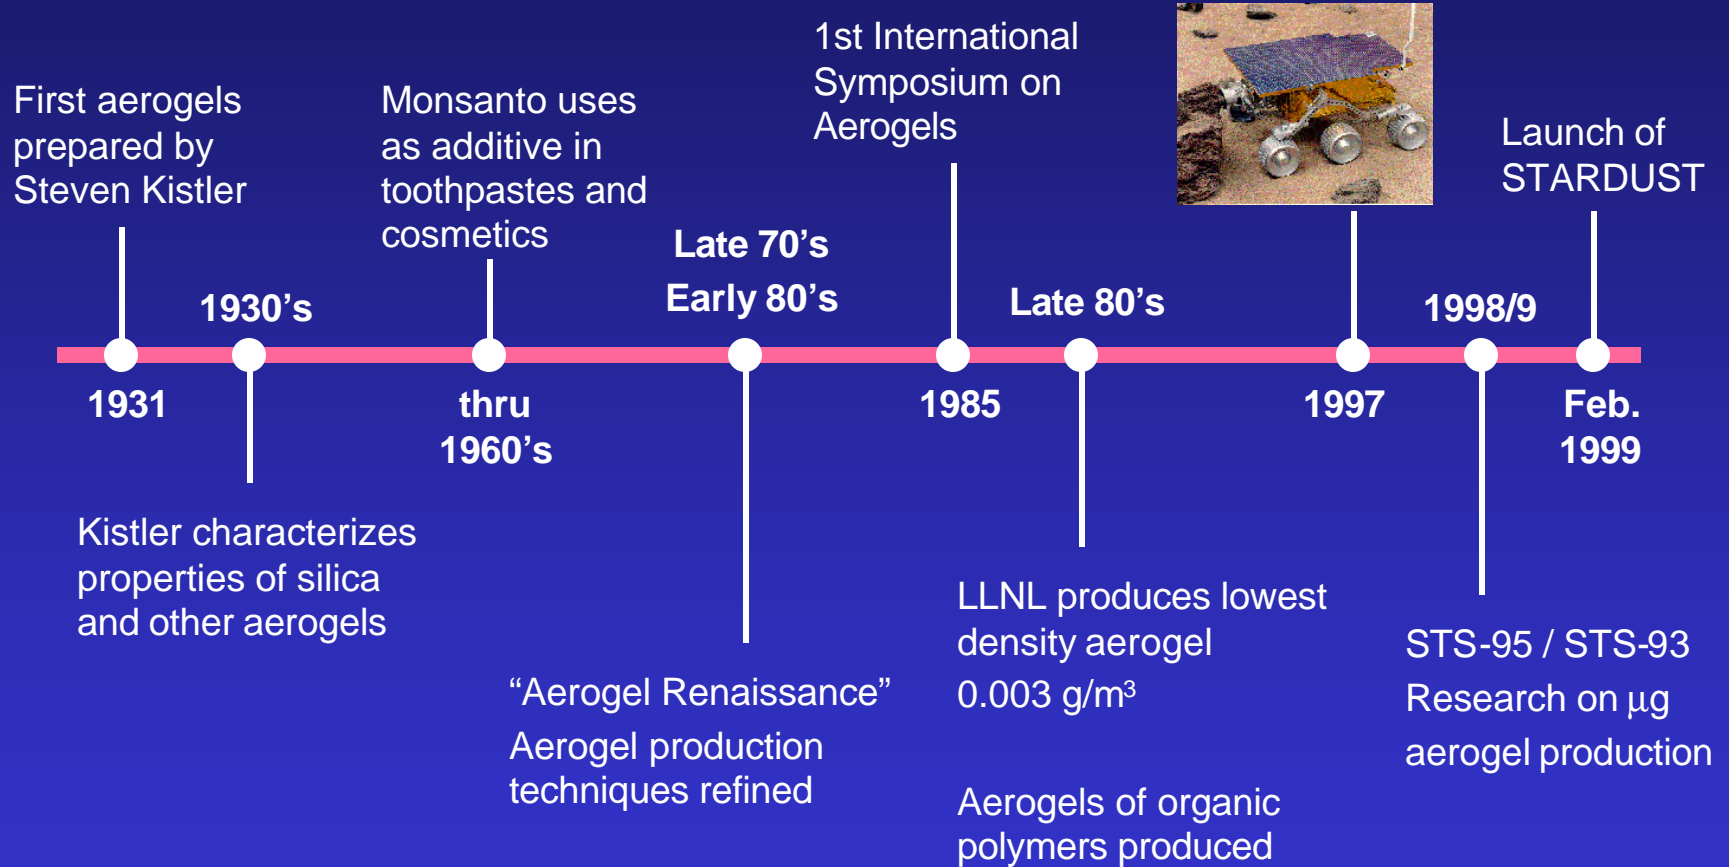 First aerogels
prepared by
Steven Kistler
1931
1930’s
Kistler characterizes
properties of silica
and other aerogels
Monsanto uses
as additive in
toothpastes and
cosmetics
thru
1960’s
Late 70’s
Early 80’s
“Aerogel Renaissance”
Aerogel production
techniques refined
1st International
Symposium on
Aerogels
1985
Late 80’s
LLNL produces lowest
density aerogel
0.003 g/m³
Aerogels of organic
polymers produced
1997
1998/9
STS-95 / STS-93
Research on μg
aerogel production
Launch of
STARDUST
Feb.
1999